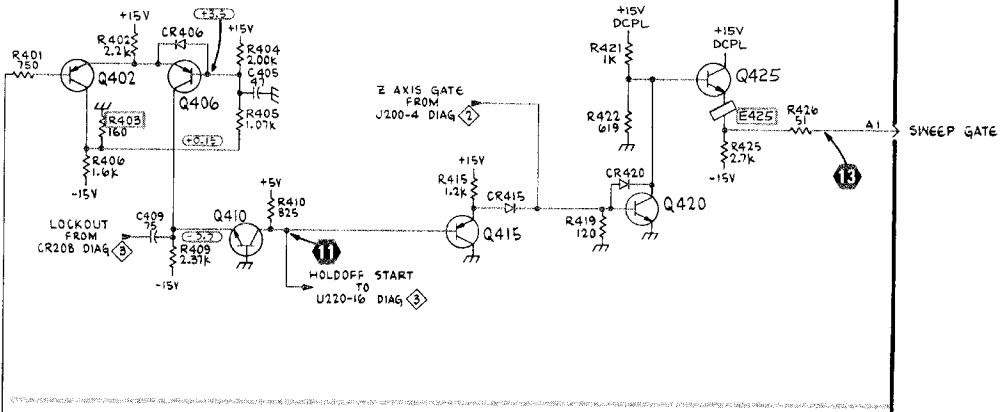 +15V
R402
2.2K
CR406
+3.5
+15V
R404
2.00K
C405
47
R401
750
Q402
Q406
R403
160
R405
1.07K
+0.15
R406
1.6K
-15V
LOCKOUT
FROM
CR208 DIAG 3
C409
75
R409
2.37K
-15V
Q410
+5V
R410
825
11
HOLDOFF START
TO
U220-16 DIAG 3
Z AXIS GATE
FROM
J200-4 DIAG 2
+15V
R415
1.2K
CR415
Q415
R419
120
CR420
Q420
+15V
DCPL
R421
1K
R422
619
+15V
DCPL
Q425
E425
R426
51
R425
2.7K
-15V
13
A1
SWEEP GATE